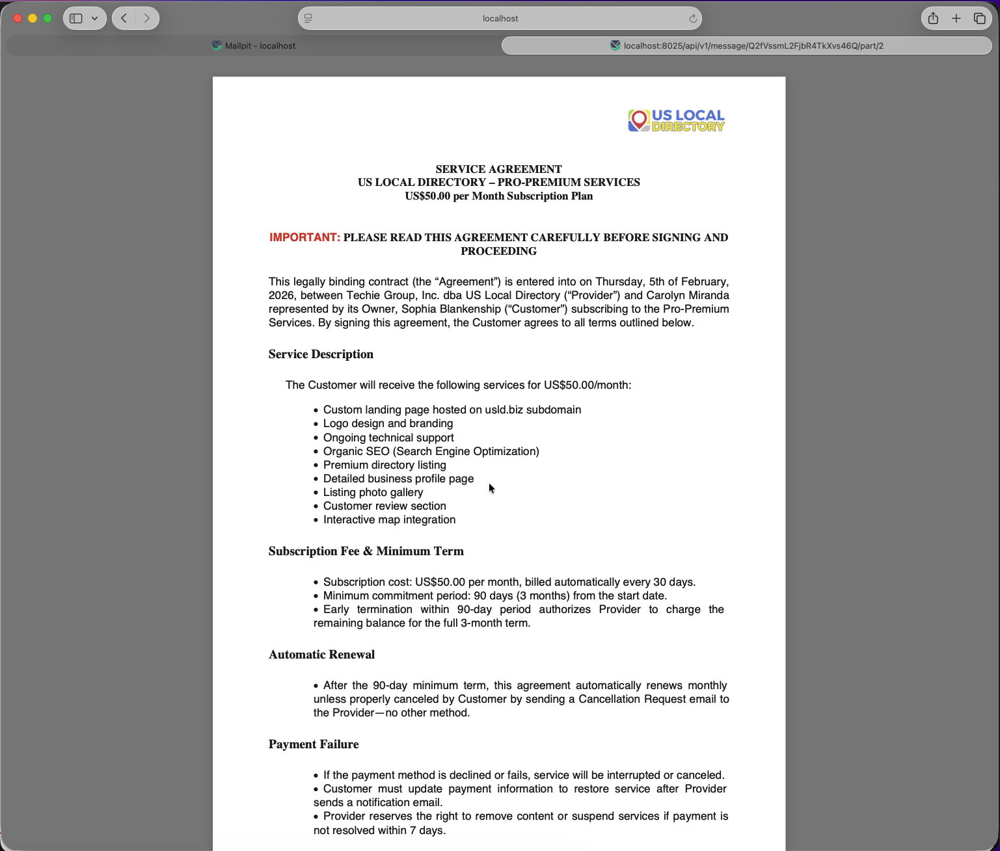 localhost
Mailpit - localhost
localhost:8025/api/v1/message/Q2fVssmL2FjbR4TkXvs46Q/part/2
US LOCAL
DIRECTORY
SERVICE AGREEMENT
US LOCAL DIRECTORY – PRO-PREMIUM SERVICES
US$50.00 per Month Subscription Plan
IMPORTANT: PLEASE READ THIS AGREEMENT CAREFULLY BEFORE SIGNING AND
PROCEEDING
This legally binding contract (the “Agreement”) is entered into on Thursday, 5th of February,
2026, between Techie Group, Inc. dba US Local Directory (“Provider”) and Carolyn Miranda
represented by its Owner, Sophia Blankenship (“Customer”) subscribing to the Pro-Premium
Services. By signing this agreement, the Customer agrees to all terms outlined below.
Service Description
The Customer will receive the following services for US$50.00/month:
• Custom landing page hosted on usld.biz subdomain
• Logo design and branding
• Ongoing technical support
• Organic SEO (Search Engine Optimization)
• Premium directory listing
• Detailed business profile page
• Listing photo gallery
• Customer review section
• Interactive map integration
Subscription Fee & Minimum Term
• Subscription cost: US$50.00 per month, billed automatically every 30 days.
• Minimum commitment period: 90 days (3 months) from the start date.
• Early termination within 90-day period authorizes Provider to charge the
remaining balance for the full 3-month term.
Automatic Renewal
• After the 90-day minimum term, this agreement automatically renews monthly
unless properly canceled by Customer by sending a Cancellation Request email to
the Provider—no other method.
Payment Failure
• If the payment method is declined or fails, service will be interrupted or canceled.
• Customer must update payment information to restore service after Provider
sends a notification email.
• Provider reserves the right to remove content or suspend services if payment is
not resolved within 7 days.